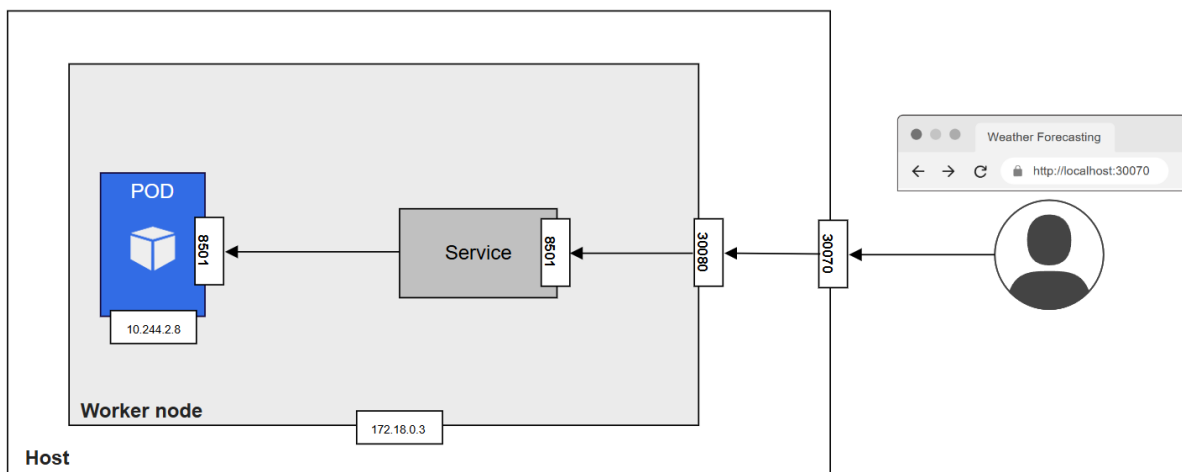 Weather Forecasting
http://localhost:30070
POD
8501
Service
8501
30080
30070
10.244.2.8
Worker node
172.18.0.3
Host